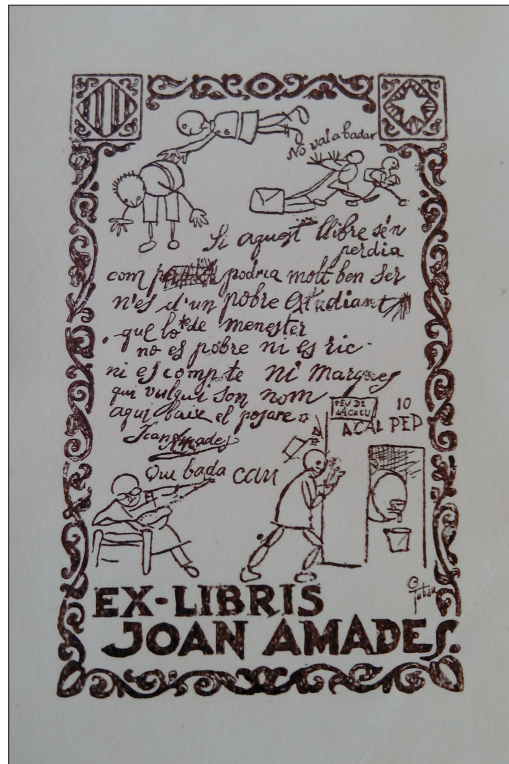 No val a badar
Si aquest llibre se'n
perdia
com podria molt ben ser
n'es d'un pobre estudiant
que lo te de menester
no es pobre ni es ric
ni es compte ni marques
qui vulgui son nom
aqui baix el posare
Joan Amades
Qui bada cau
PEU DE
LA CREU
10
A CAL PEP
EX-LIBRIS
JOAN AMADES.